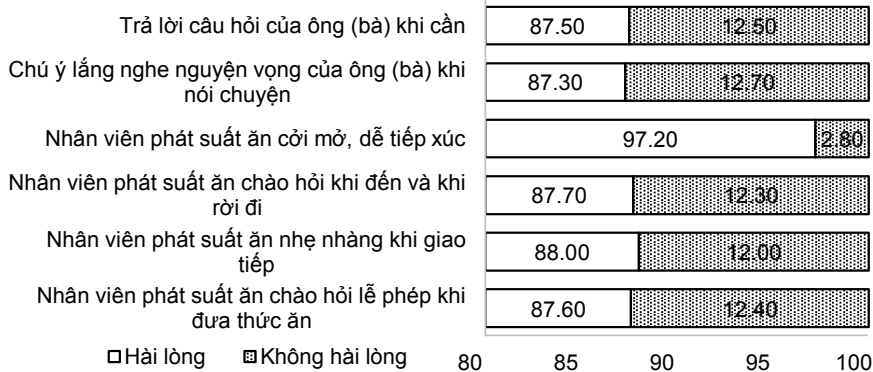 Trả lời câu hỏi của ông (bà) khi cần
87.50
12.50
Chú ý lắng nghe nguyện vọng của ông (bà) khi
nói chuyện
87.30
12.70
Nhân viên phát suất ăn cởi mở, dễ tiếp xúc
97.20
2.80
Nhân viên phát suất ăn chào hỏi khi đến và khi
rời đi
87.70
12.30
Nhân viên phát suất ăn nhẹ nhàng khi giao
tiếp
88.00
12.00
Nhân viên phát suất ăn chào hỏi lễ phép khi
đưa thức ăn
87.60
12.40
Hài lòng
Không hài lòng
80 85 90 95 100